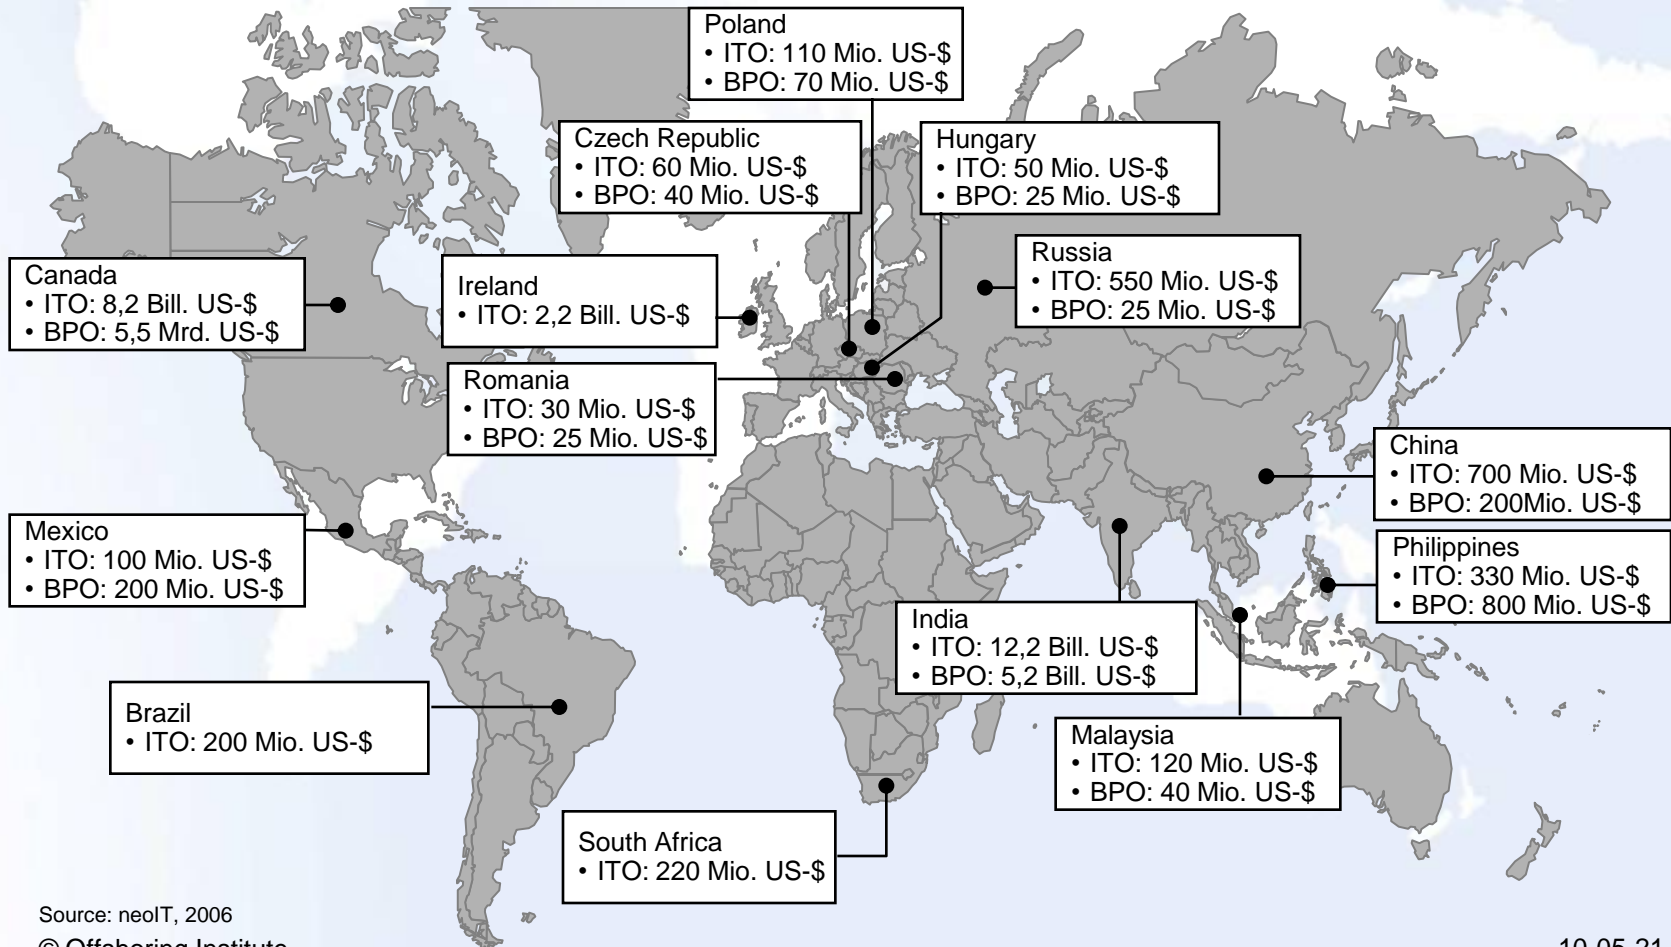 Poland
• ITO: 110 Mio. US-$
• BPO: 70 Mio. US-$
Czech Republic
• ITO: 60 Mio. US-$
• BPO: 40 Mio. US-$
Hungary
• ITO: 50 Mio. US-$
• BPO: 25 Mio. US-$
Russia
• ITO: 550 Mio. US-$
• BPO: 25 Mio. US-$
Canada
• ITO: 8,2 Bill. US-$
• BPO: 5,5 Mrd. US-$
Ireland
• ITO: 2,2 Bill. US-$
Romania
• ITO: 30 Mio. US-$
• BPO: 25 Mio. US-$
China
• ITO: 700 Mio. US-$
• BPO: 200Mio. US-$
Mexico
• ITO: 100 Mio. US-$
• BPO: 200 Mio. US-$
Philippines
• ITO: 330 Mio. US-$
• BPO: 800 Mio. US-$
India
• ITO: 12,2 Bill. US-$
• BPO: 5,2 Bill. US-$
Brazil
• ITO: 200 Mio. US-$
Malaysia
• ITO: 120 Mio. US-$
• BPO: 40 Mio. US-$
South Africa
• ITO: 220 Mio. US-$
Source: neoIT, 2006
© Offshoring Institute
10-05-21